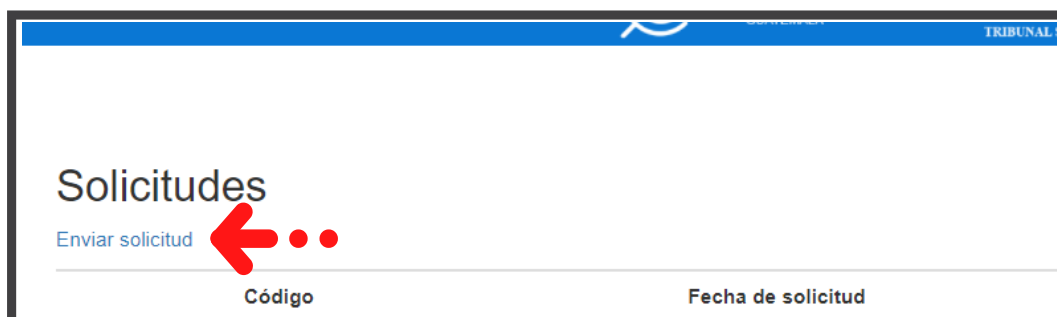 TRIBUNAL
Solicitudes
Enviar solicitud
Código
Fecha de solicitud